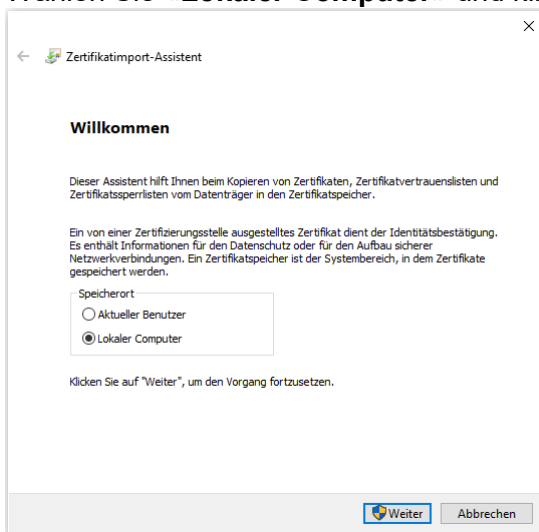 Zertifikatimport-Assistent
Willkommen
Dieser Assistent hilft Ihnen beim Kopieren von Zertifikaten, Zertifikatvertrauenslisten und
Zertifikatssperrlisten vom Datenträger in den Zertifikatspeicher.
Ein von einer Zertifizierungsstelle ausgestelltes Zertifikat dient der Identitätsbestätigung.
Es enthält Informationen für den Datenschutz oder für den Aufbau sicherer
Netzwerkverbindungen. Ein Zertifikatspeicher ist der Systembereich, in dem Zertifikate
gespeichert werden.
Speicherort
Aktueller Benutzer
Lokaler Computer
Klicken Sie auf "Weiter", um den Vorgang fortzusetzen.
Weiter Abbrechen